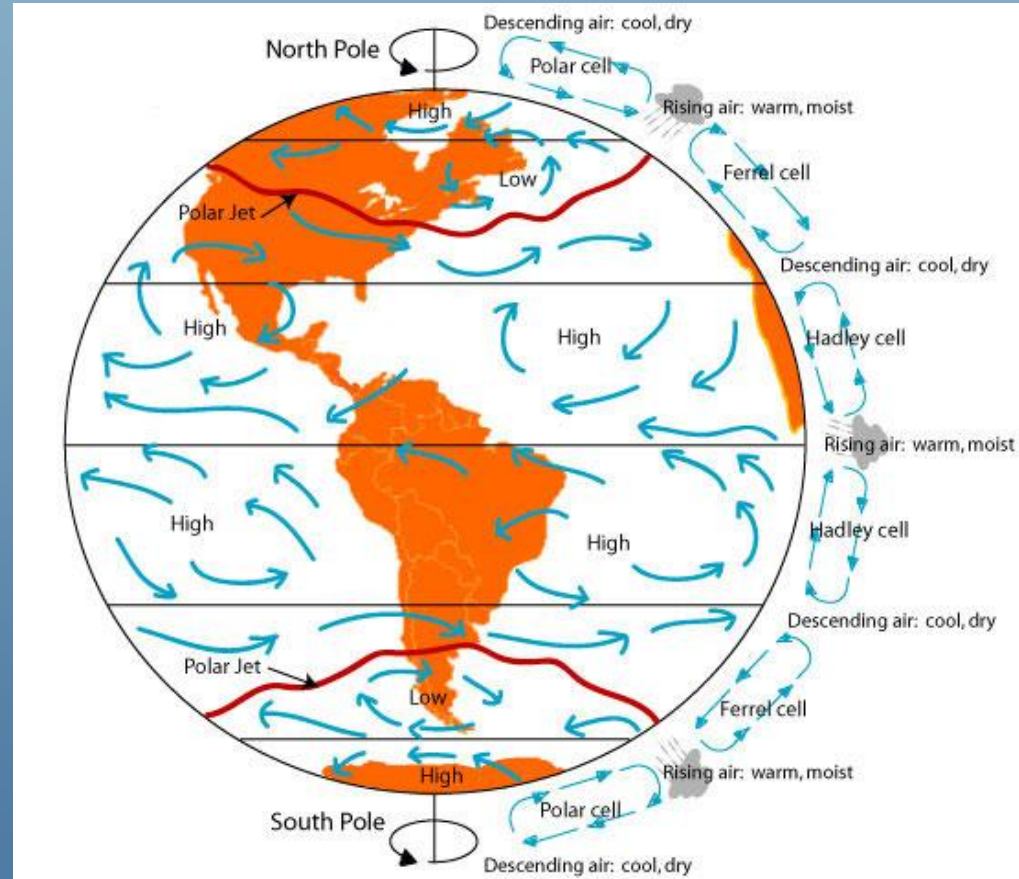 Descending air: cool, dry
North Pole
Polar cell
High
Rising air: warm, moist
Ferrel cell
Low
Polar Jet
Descending air: cool, dry
High
High
Hadley cell
Rising air: warm, moist
High
High
Hadley cell
Descending air: cool, dry
Polar Jet
Low
Ferrel cell
High
Rising air: warm, moist
Polar cell
South Pole
Descending air: cool, dry